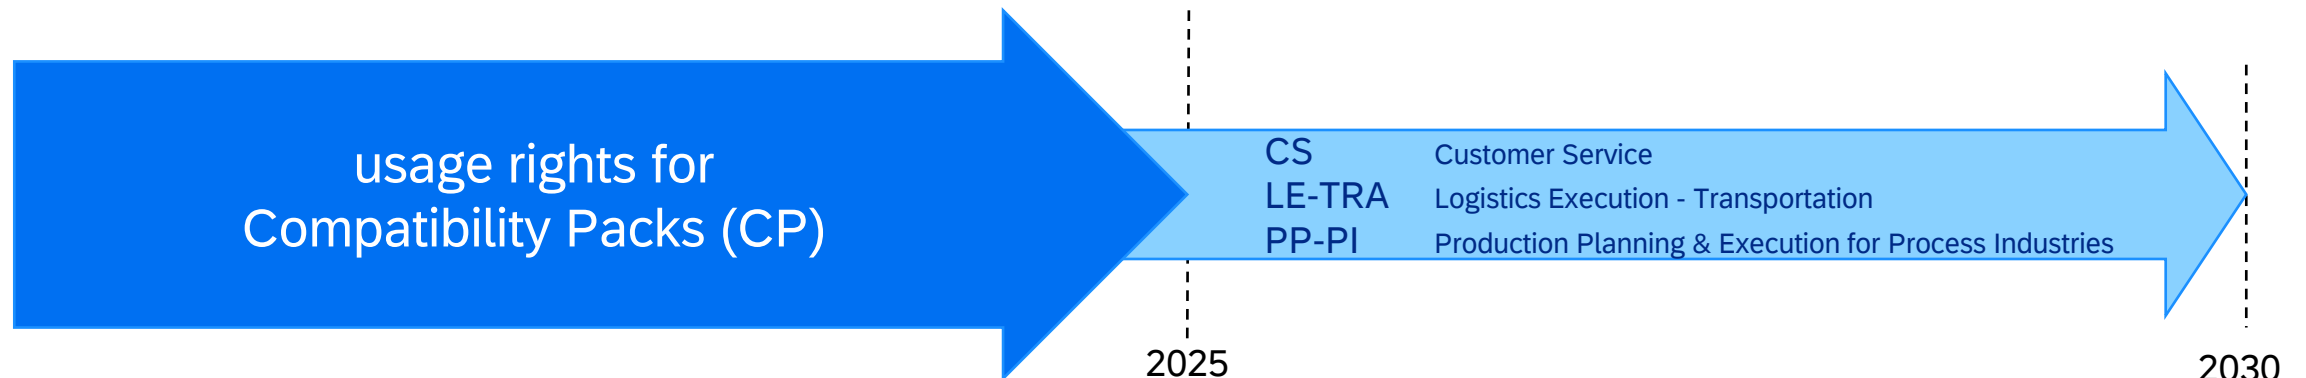 usage rights for
Compatibility Packs (CP)
CS Customer Service
LE-TRA Logistics Execution - Transportation
PP-PI Production Planning & Execution for Process Industries
2025
2030